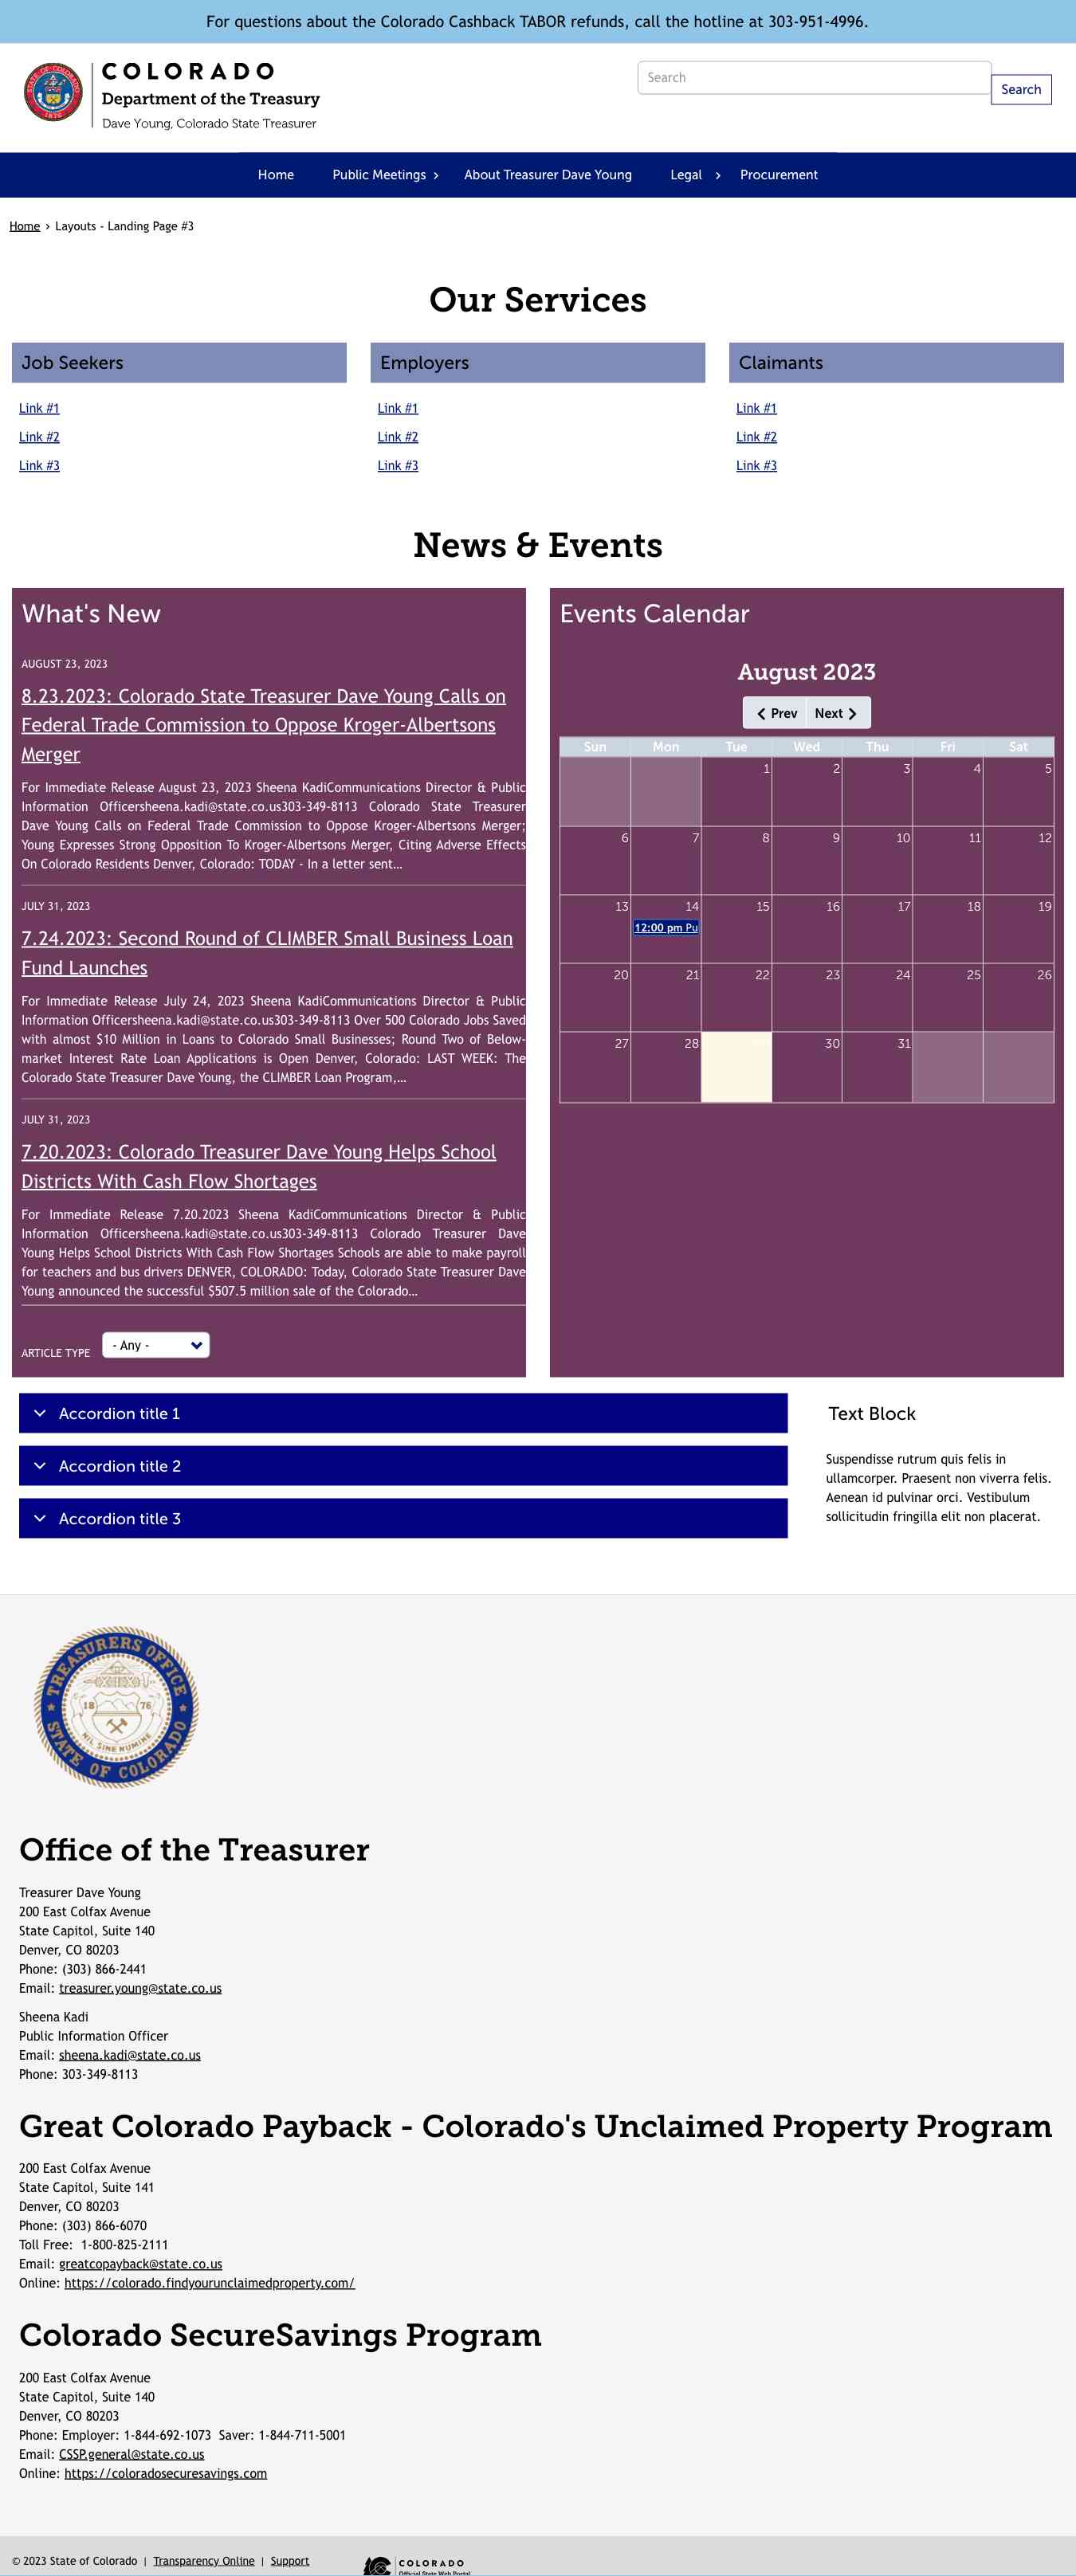 For questions about the Colorado Cashback TABOR refunds, call the hotline at 303-951-4996.
COLORADO
Department of the Treasury
Dave Young, Colorado State Treasurer
Search
Search
Home
Public Meetings
About Treasurer Dave Young
Legal
Procurement
Home › Layouts - Landing Page #3
Our Services
Job Seekers
Link #1
Link #2
Link #3
Employers
Link #1
Link #2
Link #3
Claimants
Link #1
Link #2
Link #3
News & Events
What's New
AUGUST 23, 2023
8.23.2023: Colorado State Treasurer Dave Young Calls on
Federal Trade Commission to Oppose Kroger-Albertsons
Merger
For Immediate Release August 23, 2023 Sheena KadiCommunications Director & Public
Information Officersheena.kadi@state.co.us303-349-8113 Colorado State Treasurer
Dave Young Calls on Federal Trade Commission to Oppose Kroger-Albertsons Merger;
Young Expresses Strong Opposition To Kroger-Albertsons Merger, Citing Adverse Effects
On Colorado Residents Denver, Colorado: TODAY - In a letter sent...
JULY 31, 2023
7.24.2023: Second Round of CLIMBER Small Business Loan
Fund Launches
For Immediate Release July 24, 2023 Sheena KadiCommunications Director & Public
Information Officersheena.kadi@state.co.us303-349-8113 Over 500 Colorado Jobs Saved
with almost $10 Million in Loans to Colorado Small Businesses; Round Two of Below-
market Interest Rate Loan Applications is Open Denver, Colorado: LAST WEEK: The
Colorado State Treasurer Dave Young, the CLIMBER Loan Program,...
JULY 31, 2023
7.20.2023: Colorado Treasurer Dave Young Helps School
Districts With Cash Flow Shortages
For Immediate Release 7.20.2023 Sheena KadiCommunications Director & Public
Information Officersheena.kadi@state.co.us303-349-8113 Colorado Treasurer Dave
Young Helps School Districts With Cash Flow Shortages Schools are able to make payroll
for teachers and bus drivers DENVER, COLORADO: Today, Colorado State Treasurer Dave
Young announced the successful $507.5 million sale of the Colorado...
ARTICLE TYPE
- Any -
Events Calendar
August 2023
Prev
Next
Sun Mon Tue Wed Thu Fri Sat
1 2 3 4 5
6 7 8 9 10 11 12
13 14 15 16 17 18 19
12:00 pm Pu
20 21 22 23 24 25 26
27 28 30 31
Accordion title 1
Accordion title 2
Accordion title 3
Text Block
Suspendisse rutrum quis felis in
ullamcorper. Praesent non viverra felis.
Aenean id pulvinar orci. Vestibulum
sollicitudin fringilla elit non placerat.
TREASURERS OFFICE
18 76
NIL SINE NUMINE
STATE OF COLORADO
Office of the Treasurer
Treasurer Dave Young
200 East Colfax Avenue
State Capitol, Suite 140
Denver, CO 80203
Phone: (303) 866-2441
Email: treasurer.young@state.co.us
Sheena Kadi
Public Information Officer
Email: sheena.kadi@state.co.us
Phone: 303-349-8113
Great Colorado Payback - Colorado's Unclaimed Property Program
200 East Colfax Avenue
State Capitol, Suite 141
Denver, CO 80203
Phone: (303) 866-6070
Toll Free:  1-800-825-2111
Email: greatcopayback@state.co.us
Online: https://colorado.findyourunclaimedproperty.com/
Colorado SecureSavings Program
200 East Colfax Avenue
State Capitol, Suite 140
Denver, CO 80203
Phone: Employer: 1-844-692-1073  Saver: 1-844-711-5001
Email: CSSP.general@state.co.us
Online: https://coloradosecuresavings.com
© 2023 State of Colorado | Transparency Online | Support
COLORADO
Official State Web Portal